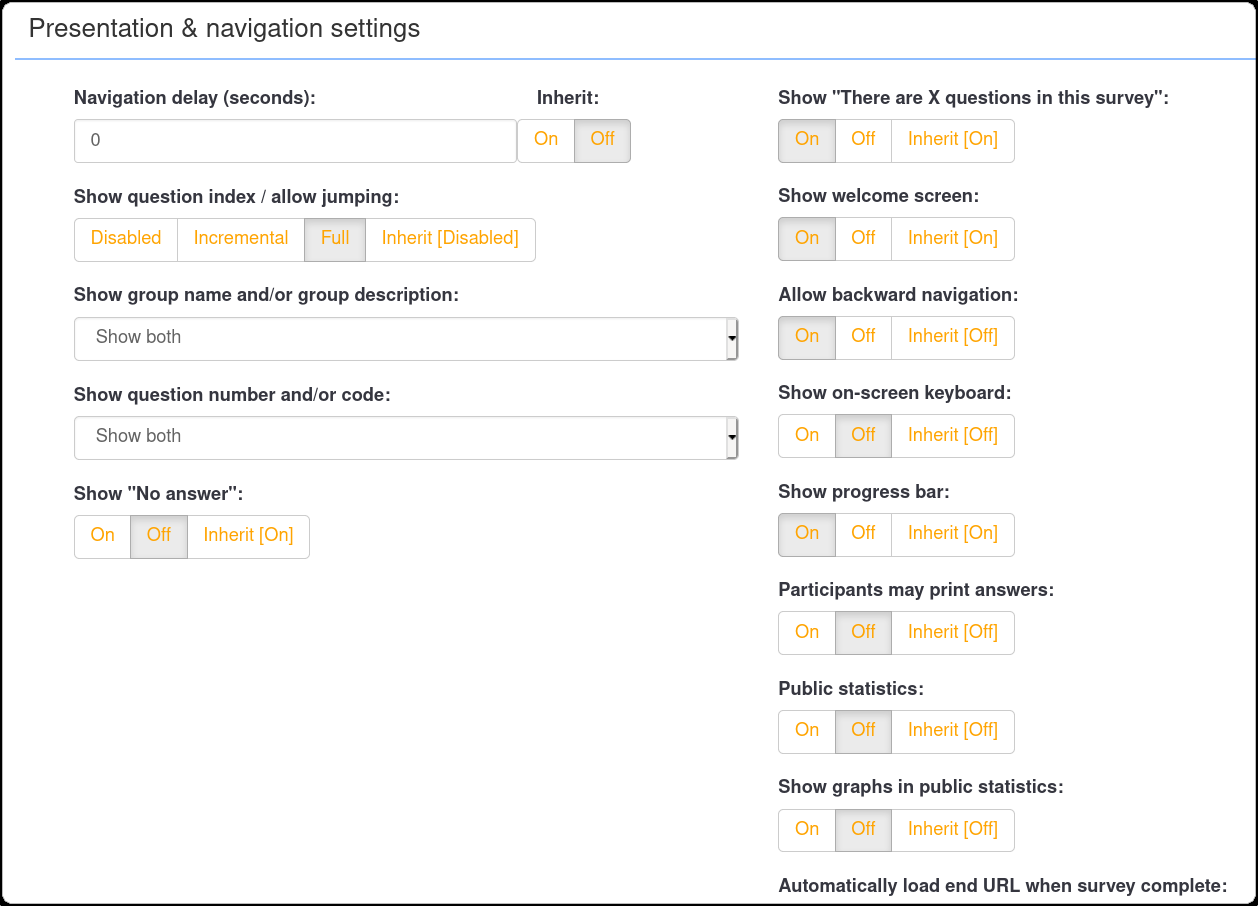 Presentation & navigation settings
Navigation delay (seconds): Inherit:
0 On Off
Show question index / allow jumping:
Disabled Incremental Full Inherit [Disabled]
Show group name and/or group description:
Show both
Show question number and/or code:
Show both
Show "No answer":
On Off Inherit [On]
Show "There are X questions in this survey":
On Off Inherit [On]
Show welcome screen:
On Off Inherit [On]
Allow backward navigation:
On Off Inherit [Off]
Show on-screen keyboard:
On Off Inherit [Off]
Show progress bar:
On Off Inherit [On]
Participants may print answers:
On Off Inherit [Off]
Public statistics:
On Off Inherit [Off]
Show graphs in public statistics:
On Off Inherit [Off]
Automatically load end URL when survey complete: